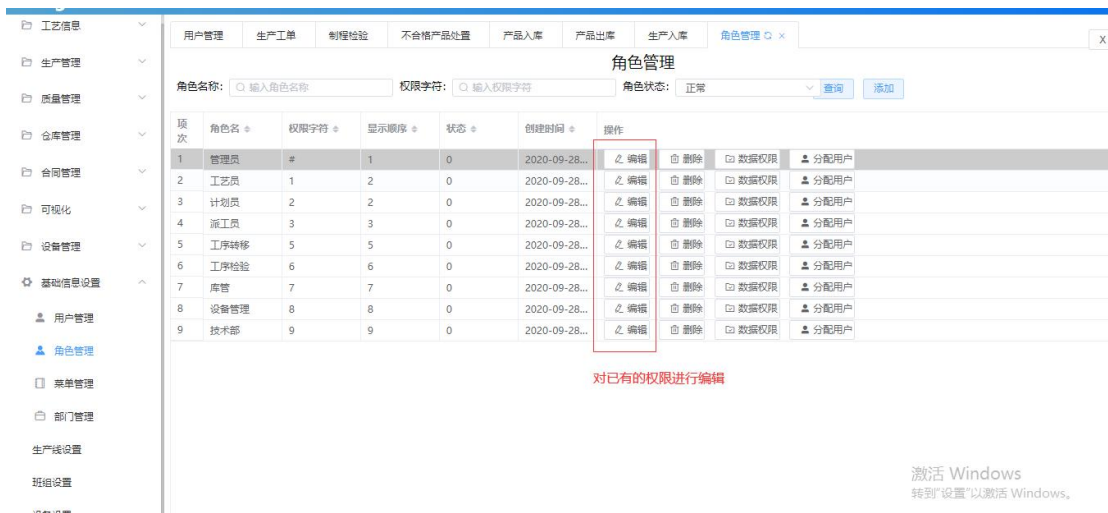 工艺信息
生产管理
质量管理
仓库管理
合同管理
可视化
设备管理
基础信息设置
用户管理
角色管理
菜单管理
部门管理
生产线设置
班组设置
用户管理 生产工单 制程检验 不合格产品处置 产品入库 产品出库 生产入库 角色管理 × X
角色管理
角色名称: 输入角色名称 权限字符: 输入权限字符 角色状态: 正常 查询 添加
项次 角色名 权限字符 显示顺序 状态 创建时间 操作
1 管理员 # 1 0 2020-09-28... 编辑 删除 数据权限 分配用户
2 工艺员 1 2 0 2020-09-28... 编辑 删除 数据权限 分配用户
3 计划员 2 2 0 2020-09-28... 编辑 删除 数据权限 分配用户
4 派工员 3 3 0 2020-09-28... 编辑 删除 数据权限 分配用户
5 工序转移 5 5 0 2020-09-28... 编辑 删除 数据权限 分配用户
6 工序检验 6 6 0 2020-09-28... 编辑 删除 数据权限 分配用户
7 库管 7 7 0 2020-09-28... 编辑 删除 数据权限 分配用户
8 设备管理 8 8 0 2020-09-28... 编辑 删除 数据权限 分配用户
9 技术部 9 9 0 2020-09-28... 编辑 删除 数据权限 分配用户
对已有的权限进行编辑
激活 Windows
转到"设置"以激活 Windows。